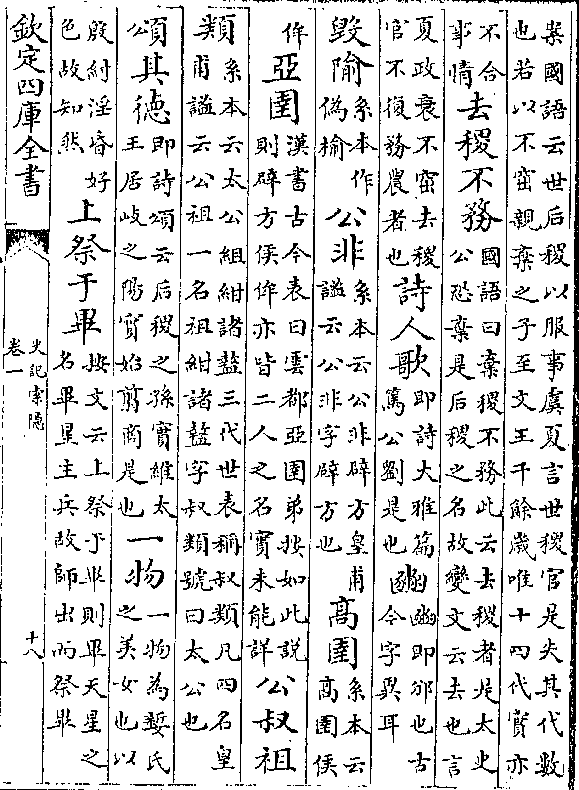 案國語云世后稷以服事虞夏言世稷官是失其代數
也若以不窋親棄之子至文王千餘歲唯十四代實亦
不合
事情
去稷不務
國語曰棄稷不務此云去稷者是太史
公恐棄是后稷之名故變文云去也言
夏政衰不窋去稷
官不復務農者也
詩人歌
即詩大雅篇豳豳即邠也古
篤公劉是也豳今字異耳
毀隃
系本作
偽榆
公非
系本云公非辟方皇甫
謚云公非字辟方也
高圉
系本云
高圉侯
侔
亞圉
漢書古今表曰雲都亞圉弟按如此說
則辟方侯侔亦皆二人之名實未能詳
公叔祖
類
系本云太公組紺諸盩三代世表稱叔類凡四名皇
甫謚云公祖一名祖紺諸盩字叔類號曰太公也
頌其德
即詩頌云后稷之孫實維太
王居岐之陽實始剪商是也
一物
一物為㜪氏
之美女也以
殷紂淫昏好
色故知然
上祭于畢
按文云上祭于畢則畢天星之
名畢星主兵故師出而祭畢
欽定四庫全書
史記索隱
卷一
十八